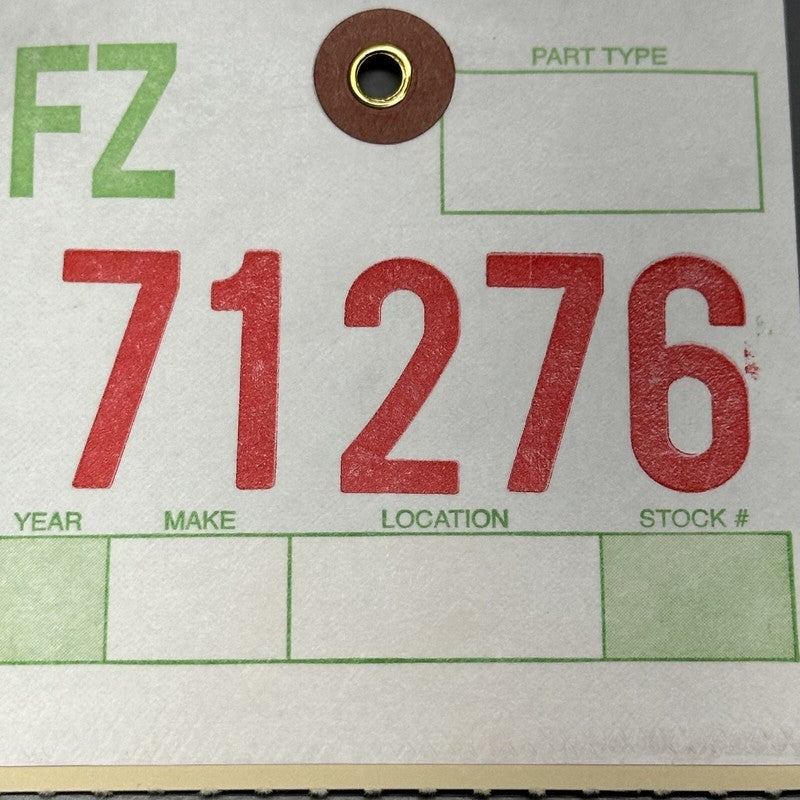 FZ
PART TYPE
71276
YEAR MAKE LOCATION STOCK #